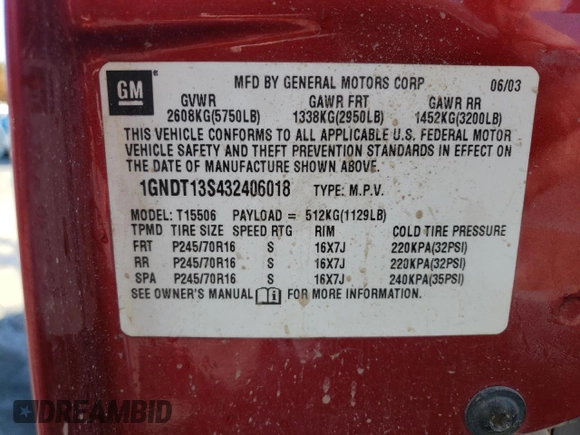 GM ®
MFD BY GENERAL MOTORS CORP 06/03
GVWR GAWR FRT GAWR RR
2608KG(5750LB) 1338KG(2950LB) 1452KG(3200LB)
THIS VEHICLE CONFORMS TO ALL APPLICABLE U.S. FEDERAL MOTOR
VEHICLE SAFETY AND THEFT PREVENTION STANDARDS IN EFFECT ON
THE DATE OF MANUFACTURE SHOWN ABOVE.
1GNDT13S432406018 TYPE: M.P.V.
MODEL: T15506 PAYLOAD = 512KG(1129LB)
TPMD TIRE SIZE SPEED RTG RIM COLD TIRE PRESSURE
FRT P245/70R16 S 16X7J 220KPA(32PSI)
RR P245/70R16 S 16X7J 220KPA(32PSI)
SPA P245/70R16 S 16X7J 240KPA(35PSI)
SEE OWNER'S MANUAL FOR MORE INFORMATION.
DREAMBID